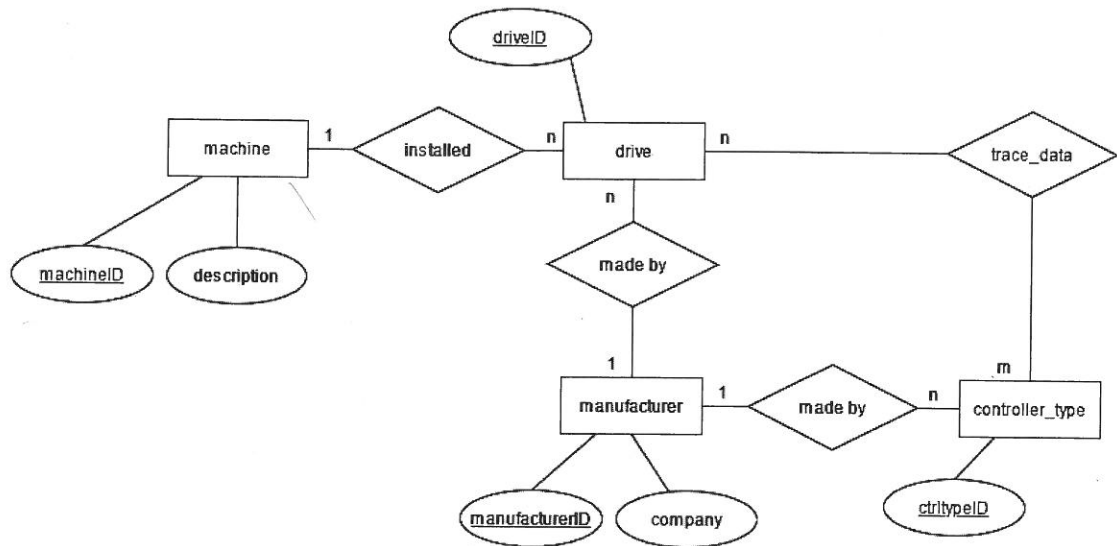 driveID
machine
1
installed
n
drive
n
trace_data
n
machineID
description
made by
1
m
manufacturer
1
made by
n
controller_type
manufacturerID
company
ctrltypeID